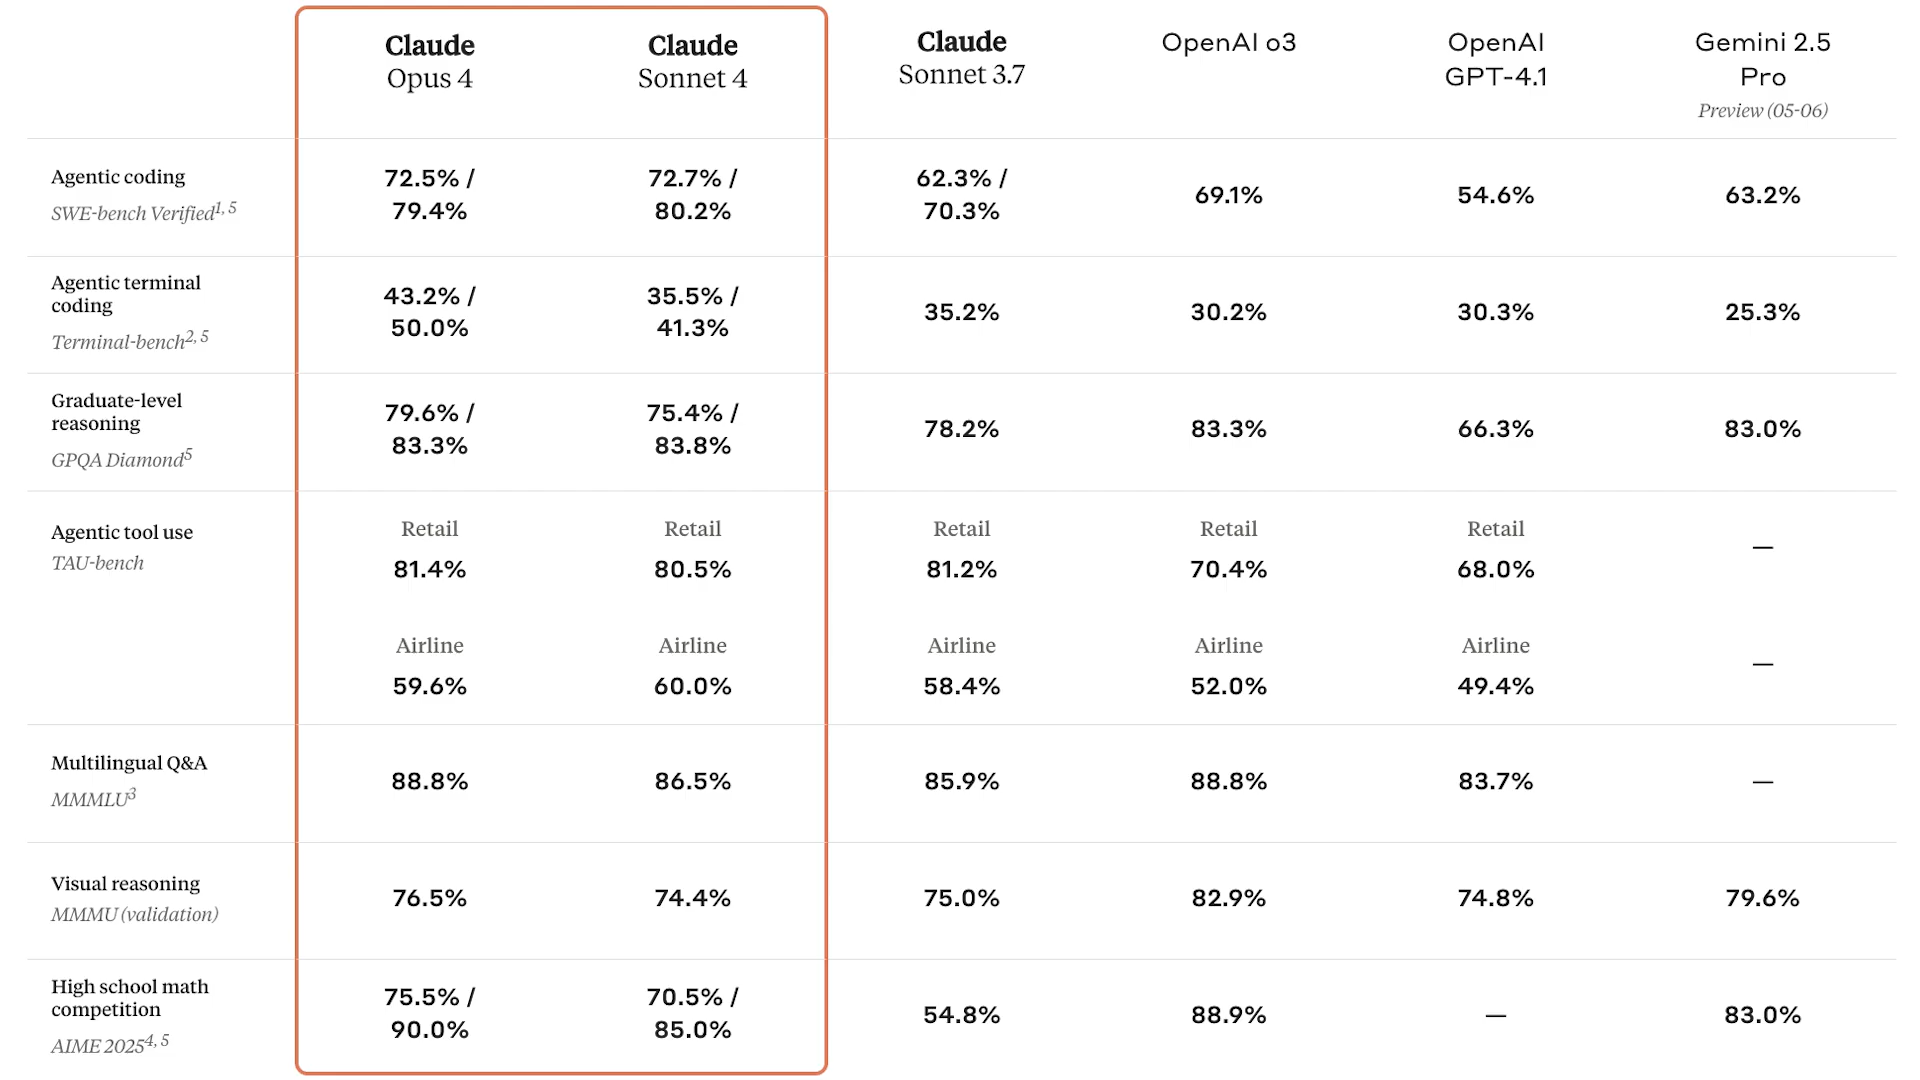 Claude
Opus 4
Claude
Sonnet 4
Claude
Sonnet 3.7
OpenAI o3
OpenAI
GPT-4.1
Gemini 2.5
Pro
Preview (05-06)
Agentic coding
SWE-bench Verified1, 5
72.5% /
79.4%
72.7% /
80.2%
62.3% /
70.3%
69.1%
54.6%
63.2%
Agentic terminal
coding
Terminal-bench2, 5
43.2% /
50.0%
35.5% /
41.3%
35.2%
30.2%
30.3%
25.3%
Graduate-level
reasoning
GPQA Diamond5
79.6% /
83.3%
75.4% /
83.8%
78.2%
83.3%
66.3%
83.0%
Agentic tool use
TAU-bench
Retail
81.4%
Retail
80.5%
Retail
81.2%
Retail
70.4%
Retail
68.0%
—
Airline
59.6%
Airline
60.0%
Airline
58.4%
Airline
52.0%
Airline
49.4%
—
Multilingual Q&A
MMMLU3
88.8%
86.5%
85.9%
88.8%
83.7%
—
Visual reasoning
MMMU (validation)
76.5%
74.4%
75.0%
82.9%
74.8%
79.6%
High school math
competition
AIME 20254, 5
75.5% /
90.0%
70.5% /
85.0%
54.8%
88.9%
—
83.0%